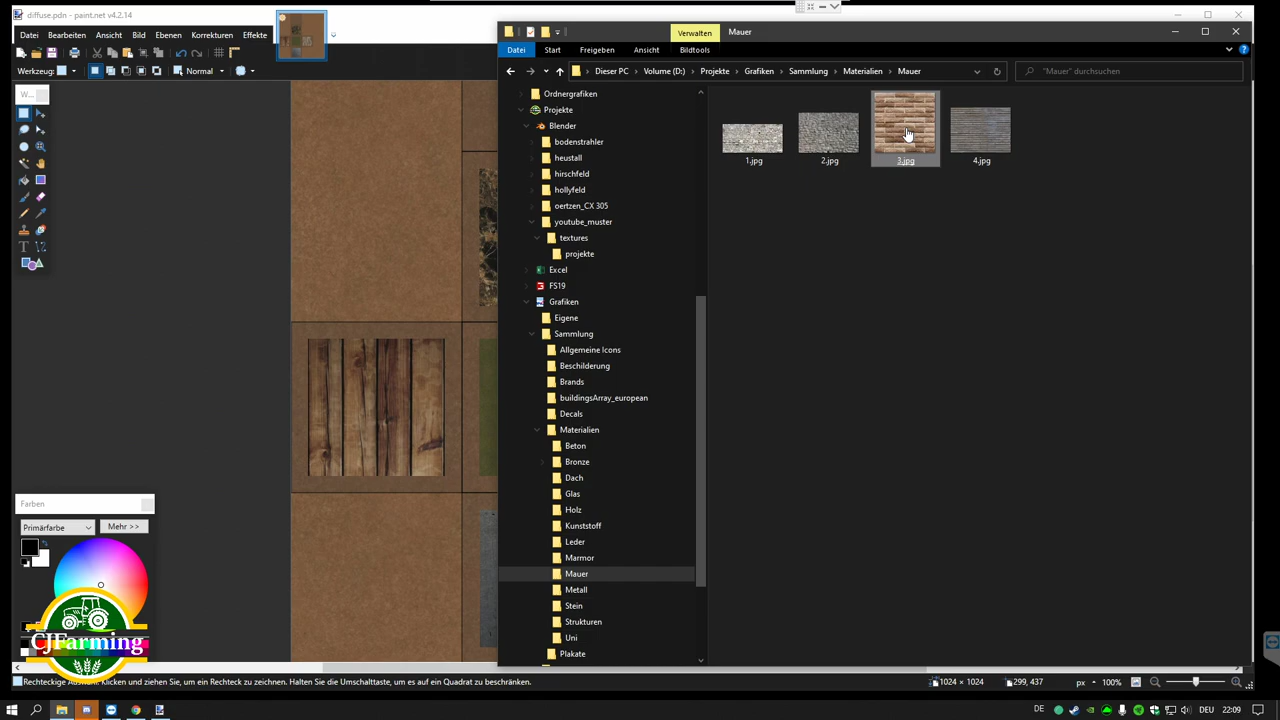 diffuse.pdn - paint.net v4.2.14
Datei Bearbeiten Ansicht Bild Ebenen Korrekturen Effekte
Werkzeug: Normal
W...
Verwalten Mauer
Datei Start Freigeben Ansicht Bildtools
Dieser PC > Volume (D:) > Projekte > Grafiken > Sammlung > Materialien > Mauer
"Mauer" durchsuchen
Ordnergrafiken
Projekte
Blender
bodenstrahler
heustall
hirschfeld
hollyfeld
oertzen_CX 305
youtube_muster
textures
projekte
Excel
FS19
Grafiken
Eigene
Sammlung
Allgemeine Icons
Beschilderung
Brands
buildingsArray_european
Decals
Materialien
Beton
Bronze
Dach
Glas
Holz
Kunststoff
Leder
Marmor
Mauer
Metall
Stein
Strukturen
Uni
Plakate
1.jpg
2.jpg
3.jpg
4.jpg
Farben
Primärfarbe
Mehr >>
CJFarming
Rechteckige Auswahl: Klicken und ziehen Sie, um ein Rechteck zu zeichnen. Halten Sie die Umschalttaste, um es auf ein Quadrat zu beschränken.
1024 × 1024
299, 437
px
100%
DE
DEU
22:09